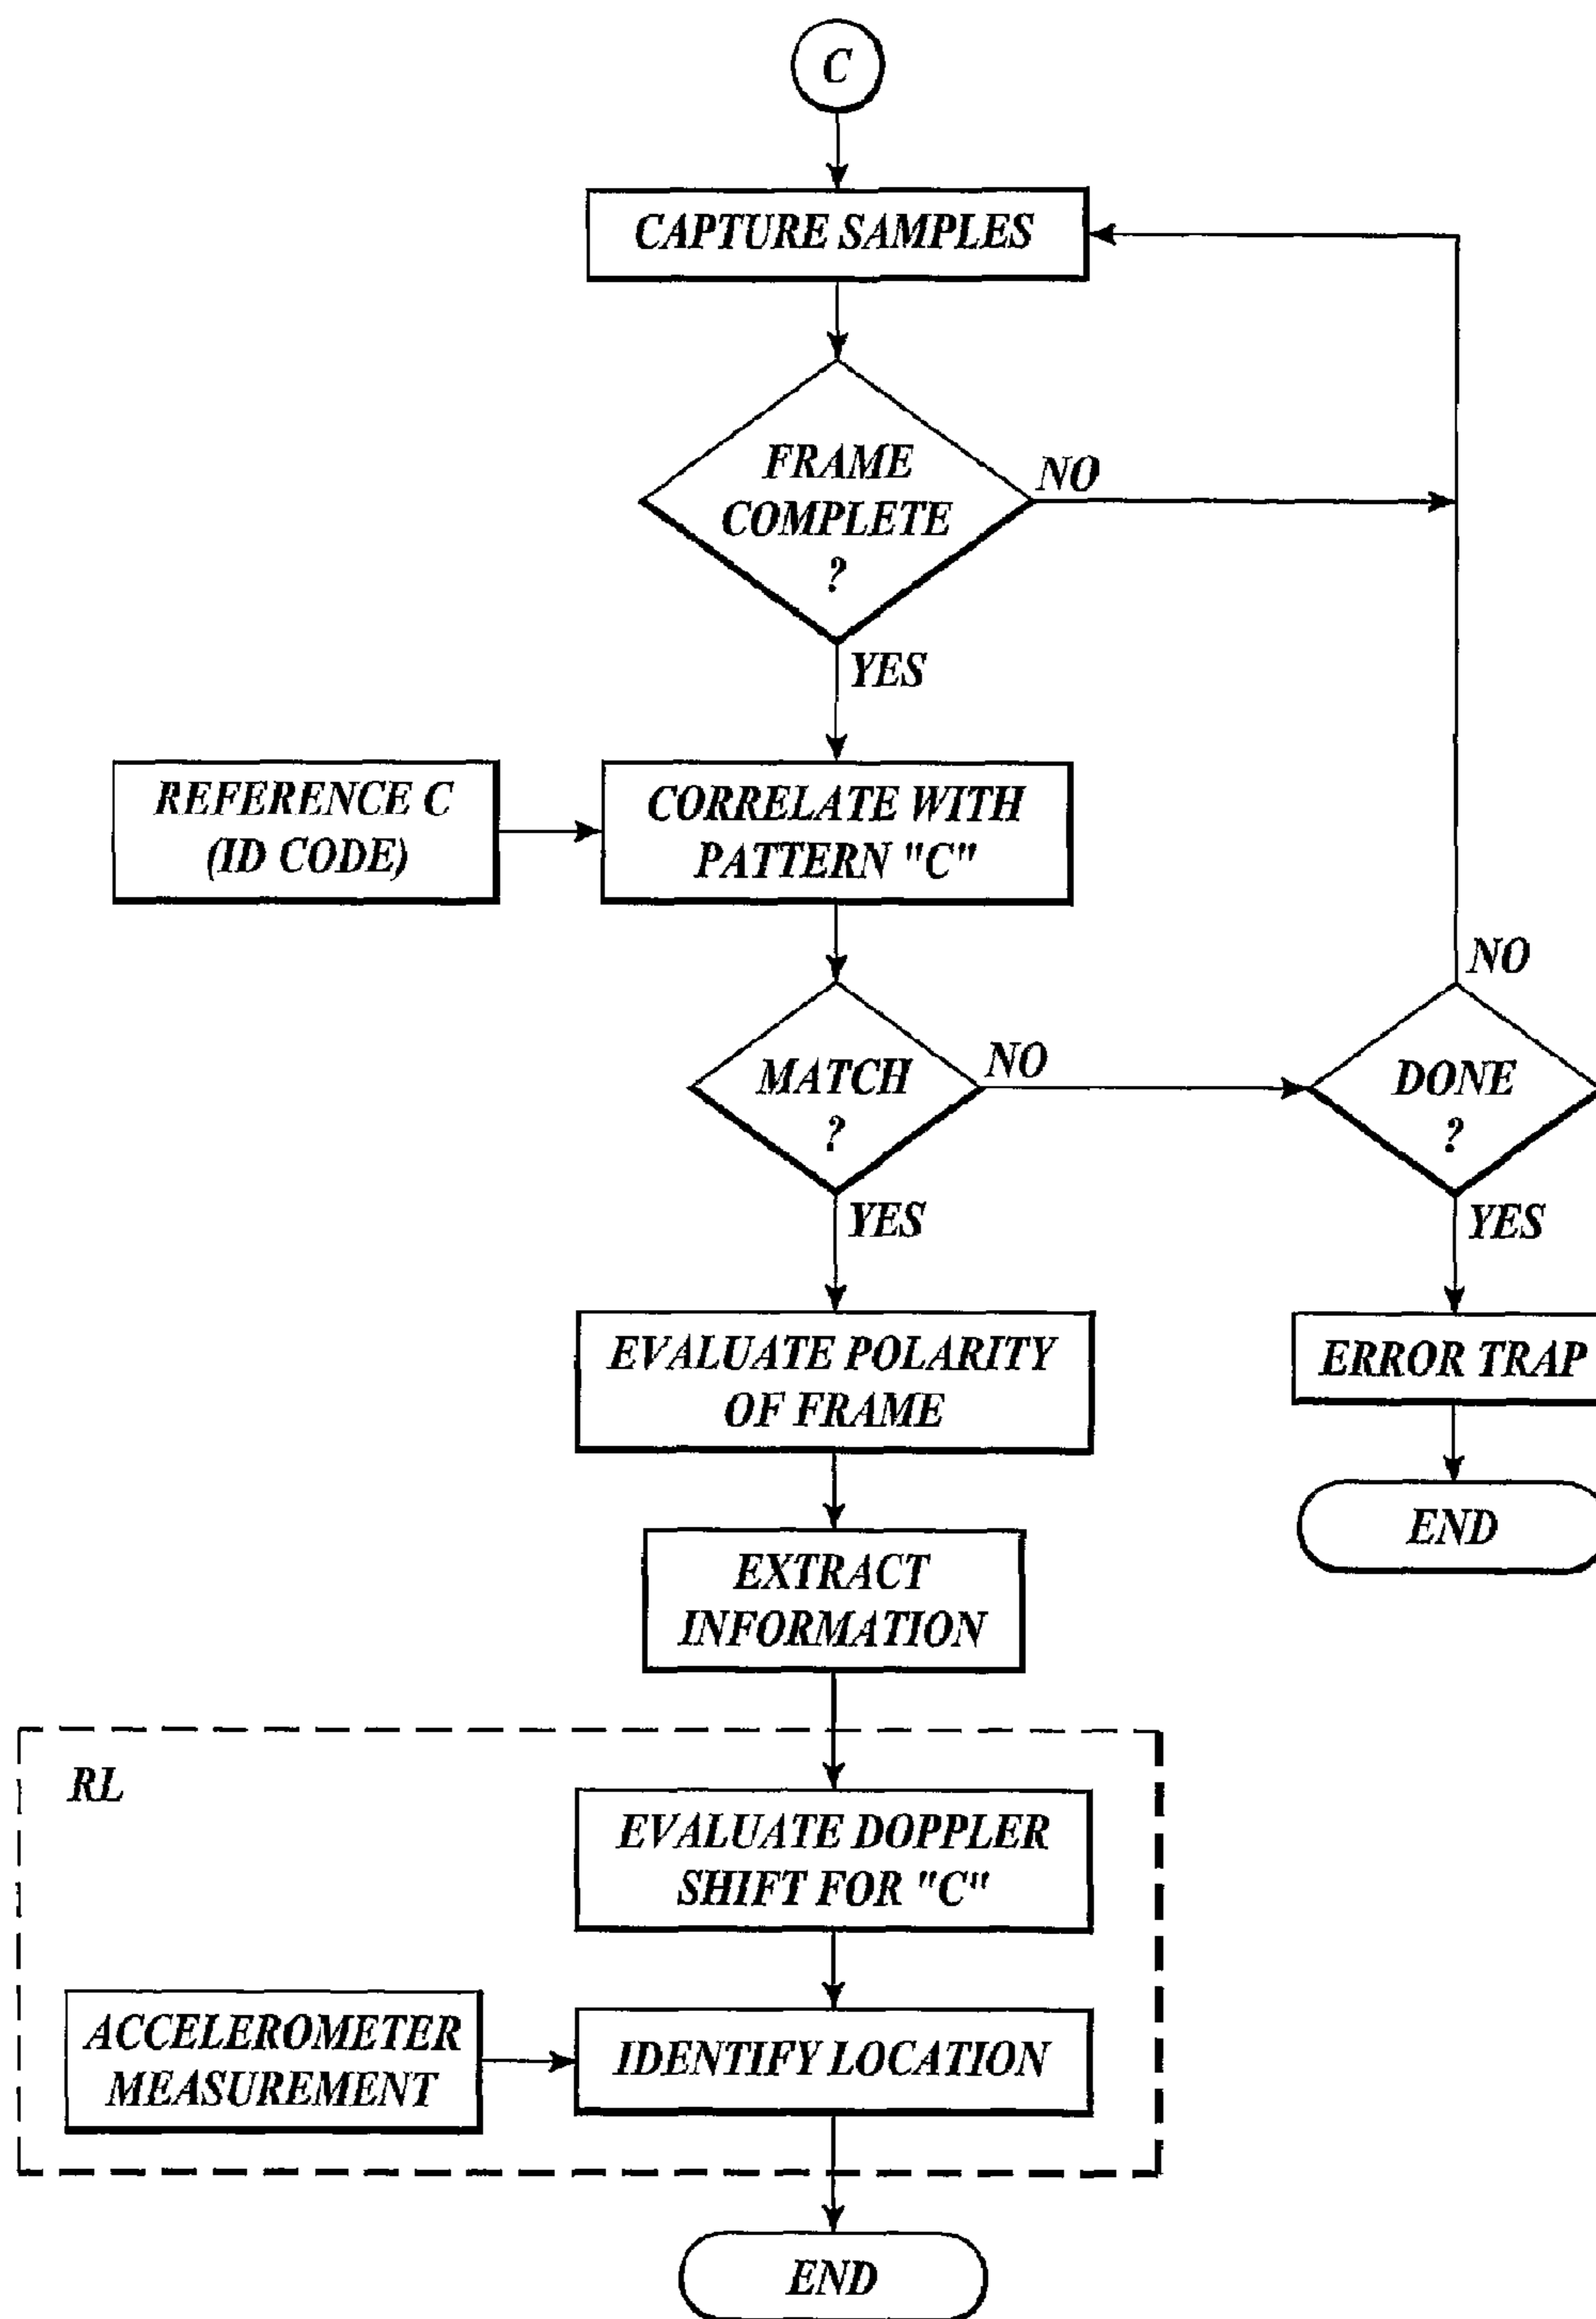 C
CAPTURE SAMPLES
FRAME
COMPLETE
?
NO
YES
REFERENCE C
(ID CODE)
CORRELATE WITH
PATTERN "C"
NO
MATCH
?
NO
DONE
?
YES
YES
EVALUATE POLARITY
OF FRAME
ERROR TRAP
END
EXTRACT
INFORMATION
RL
EVALUATE DOPPLER
SHIFT FOR "C"
ACCELEROMETER
MEASUREMENT
IDENTIFY LOCATION
END